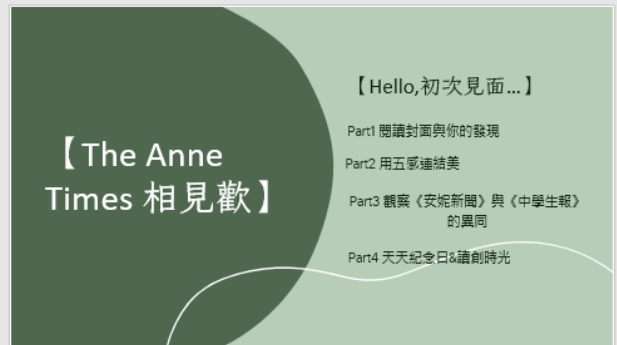 【The Anne
Times 相見歡】
【Hello,初次見面…】
Part1 閱讀封面與你的發現
Part2 用五感連結美
Part3 觀察《安妮新聞》與《中學生報》
的異同
Part4 天天紀念日&讀創時光